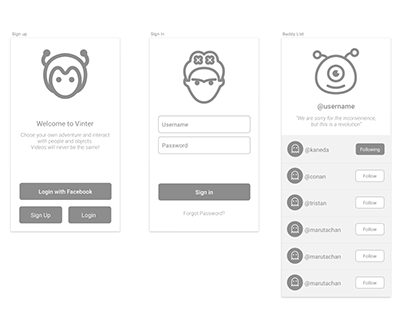 Sign up
Welcome to Vinter
Choose your own adventure and interact
with people and objects.
Videos will never be the same!
Login with Facebook
Sign Up
Login
Sign in
Username
Password
Sign in
Forgot Password?
Buddy List
@username
"We are sorry for the inconvenience,
but this is a revolution"
@kaneda
Following
@conan
Follow
@tristan
Follow
@marutachan
Follow
@marutachan
Follow
@marutachan
Follow